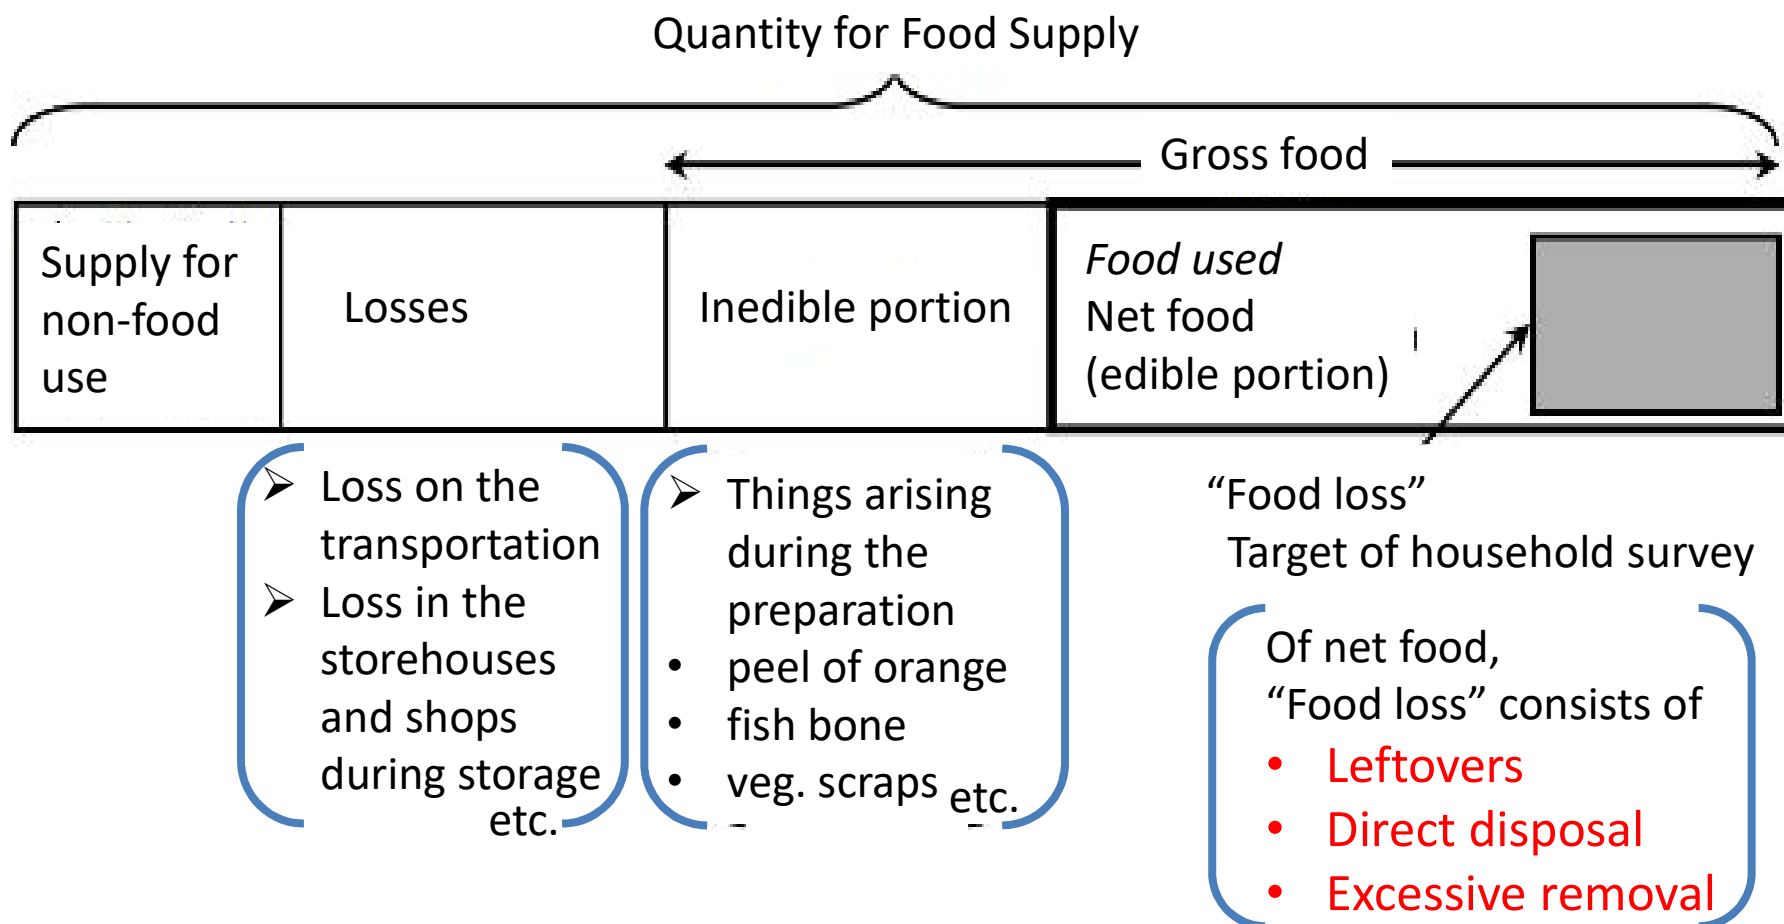 Quantity for Food Supply
Gross food
Supply for
non-food
use
Losses
Inedible portion
Food used
Net food
(edible portion)
➢ Loss on the
transportation
➢ Loss in the
storehouses
and shops
during storage
etc.
➢ Things arising
during the
preparation
• peel of orange
• fish bone
• veg. scraps etc.
“Food loss”
Target of household survey
Of net food,
“Food loss” consists of
• Leftovers
• Direct disposal
• Excessive removal